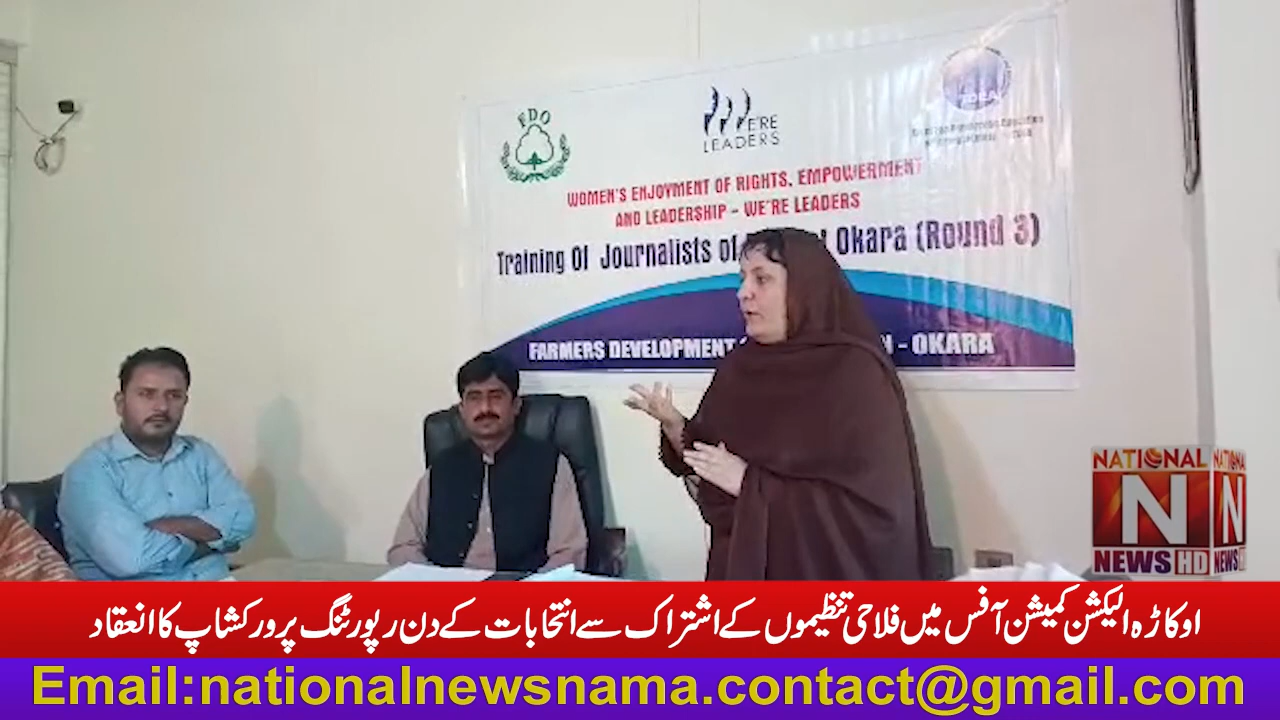 FDO
WE'RE
LEADERS
WOMEN'S ENJOYMENT OF RIGHTS, EMPOWERMENT
AND LEADERSHIP - WE'RE LEADERS
Training Of Journalists of Okara (Round 3)
FARMERS DEVELOPMENT - OKARA
NATIONAL
N
N
NEWS HD NEWS
اوکاڑہ الیکشن کمیشن آفس میں فلاحی تنظیموں کے اشتراک سے انتخابات کے دن رپورٹنگ پر ورکشاپ کا انعقاد
Email:nationalnewsnama.contact@gmail.com